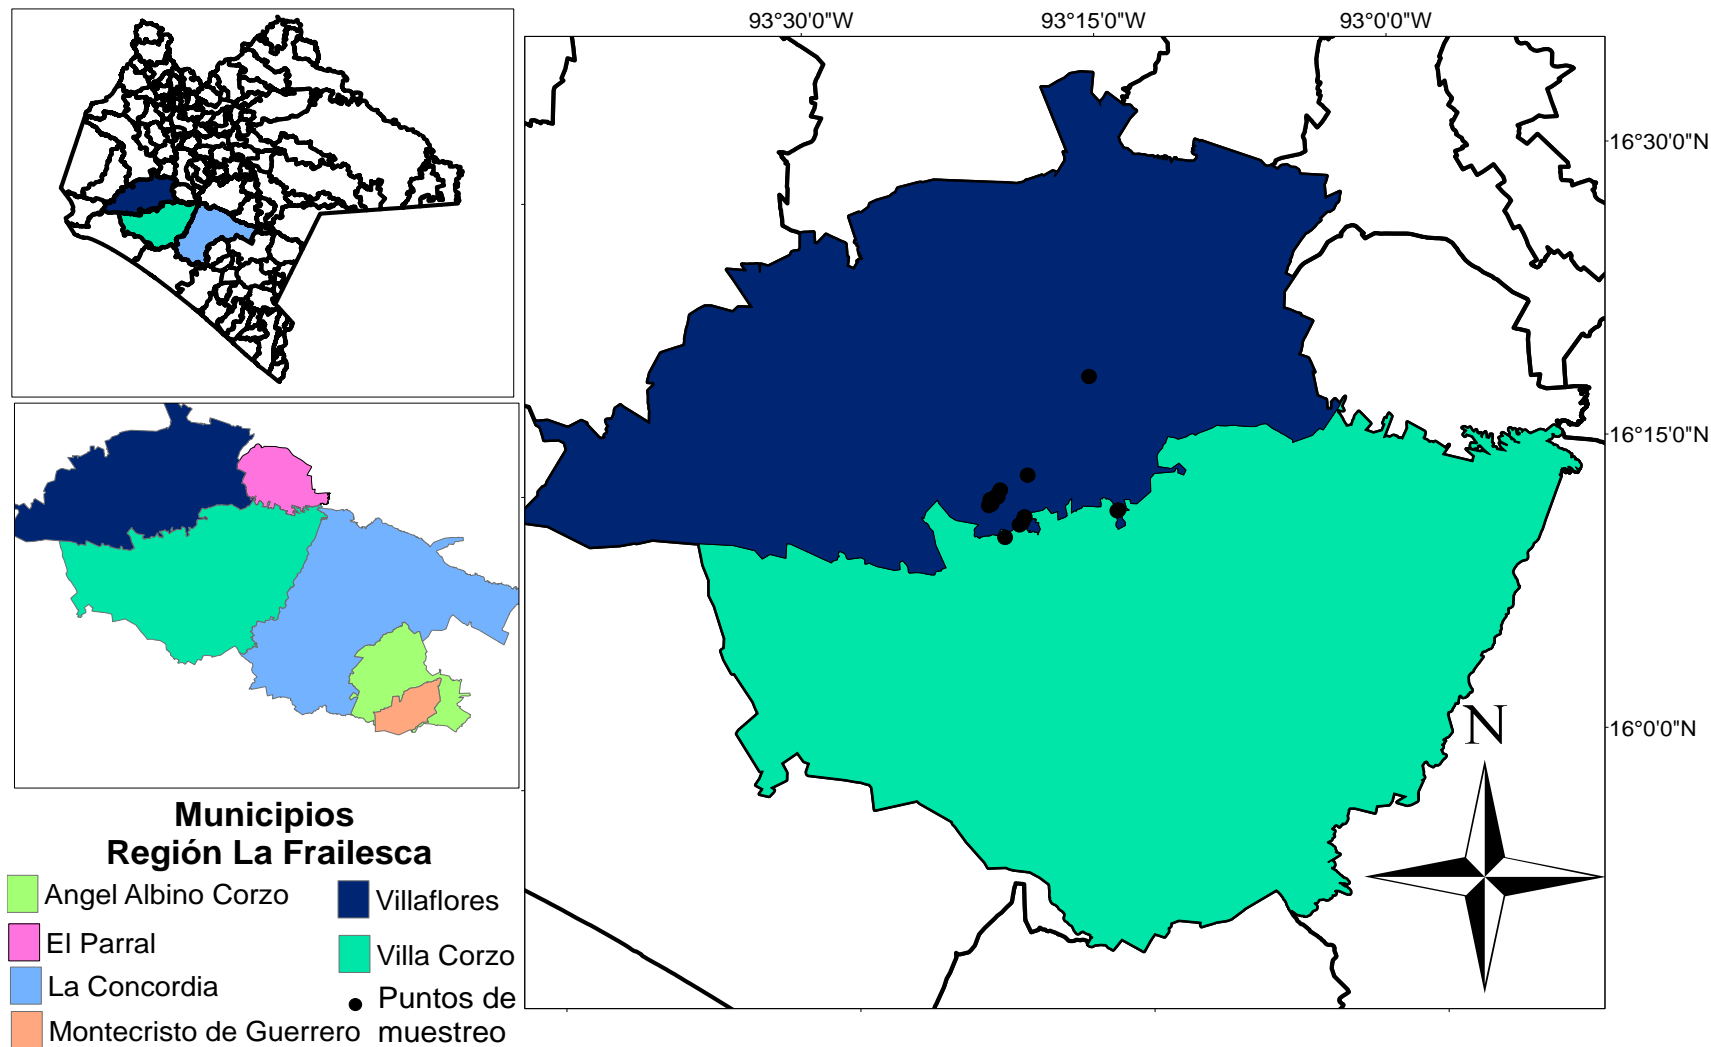 93°30'0"W 93°15'0"W 93°0'0"W
16°30'0"N
16°15'0"N
16°0'0"N
N
Municipios
Región La Frailesca
Angel Albino Corzo
El Parral
La Concordia
Montecristo de Guerrero
Villaflores
Villa Corzo
Puntos de
muestreo